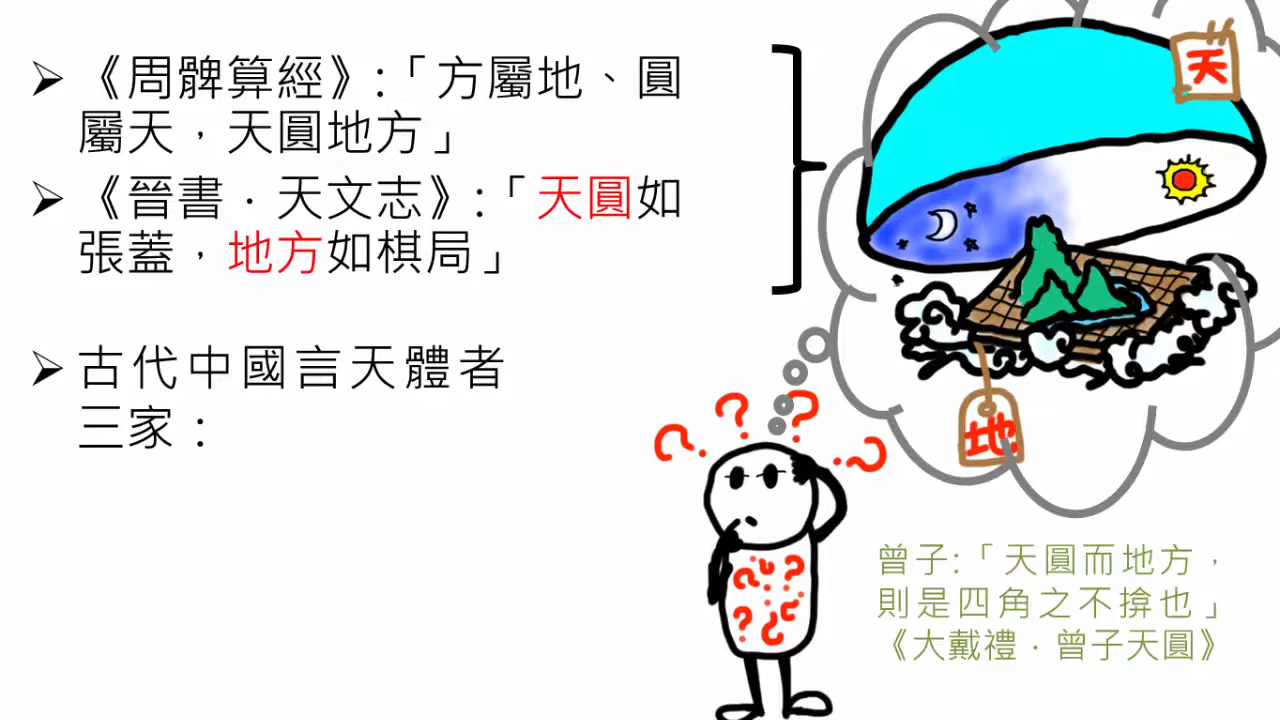 ➢ 《周髀算經》:「方屬地、圓
屬天，天圓地方」
➢ 《晉書．天文志》:「天圓如
張蓋，地方如棋局」
➢ 古代中國言天體者
三家：
天
地
曾子:「天圓而地方，
則是四角之不揜也」
《大戴禮．曾子天圓》